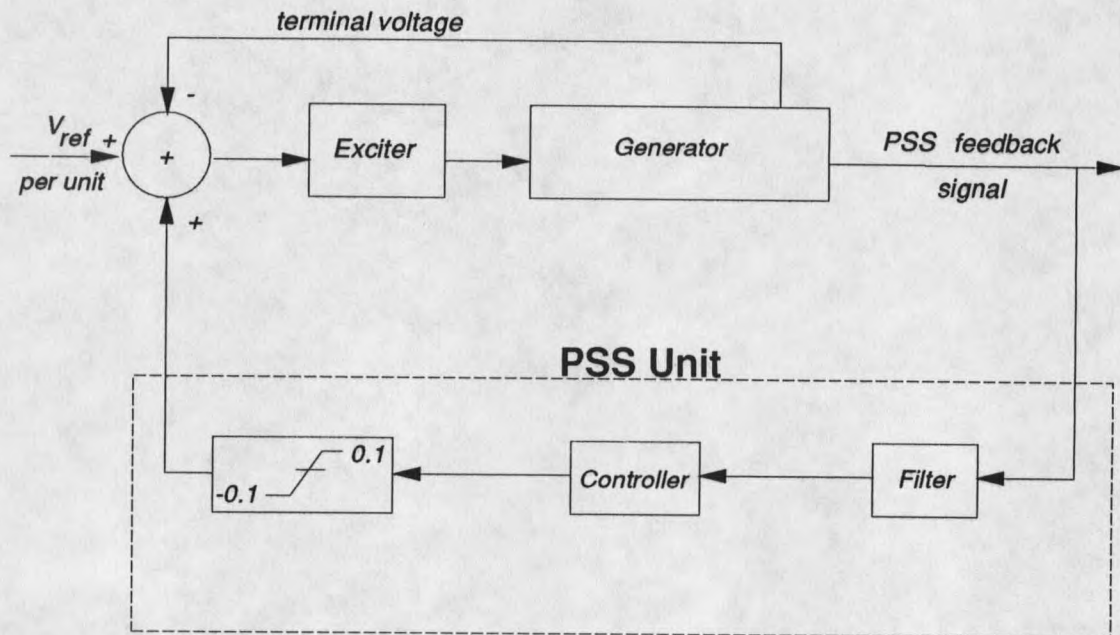 terminal voltage
-
V ref +
+
per unit
+
Exciter
Generator
PSS feedback
signal
PSS Unit
0.1
-0.1
Controller
Filter